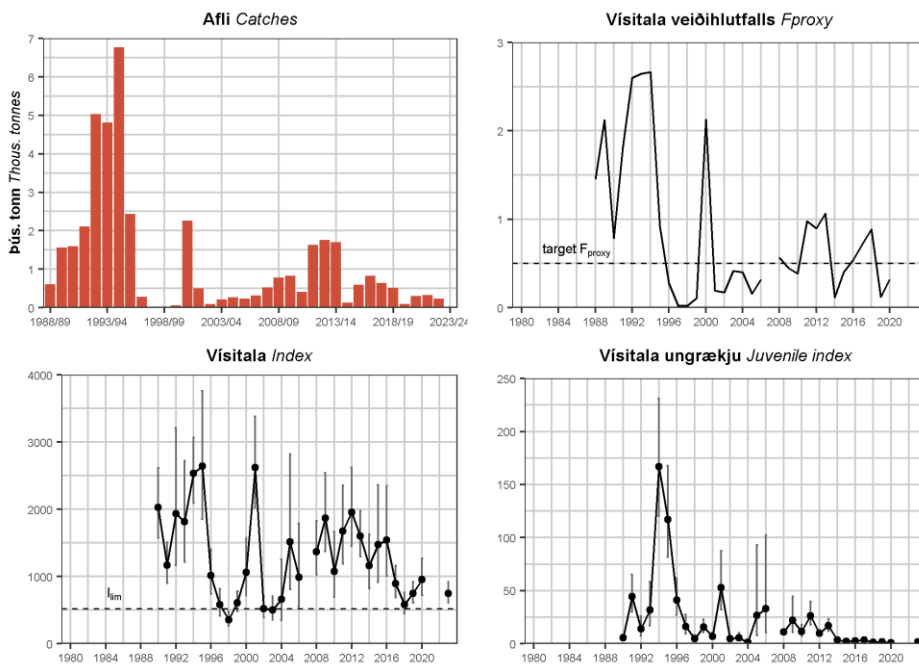 Afli Catches
Þús. tonn Thous. tonnes
7
6
5
4
3
2
1
0
1988/89 1993/94 1998/99 2003/04 2008/09 2013/14 2018/19 2023/24
Vísitala veiðihlutfalls Fproxy
3
2
1
0
target Fproxy
1980 1984 1988 1992 1996 2000 2004 2008 2012 2016 2020
Vísitala Index
4000
3000
2000
1000
0
Ilim
1980 1984 1988 1992 1996 2000 2004 2008 2012 2016 2020
Vísitala ungrækju Juvenile index
250
200
150
100
50
0
1980 1984 1988 1992 1996 2000 2004 2008 2012 2016 2020